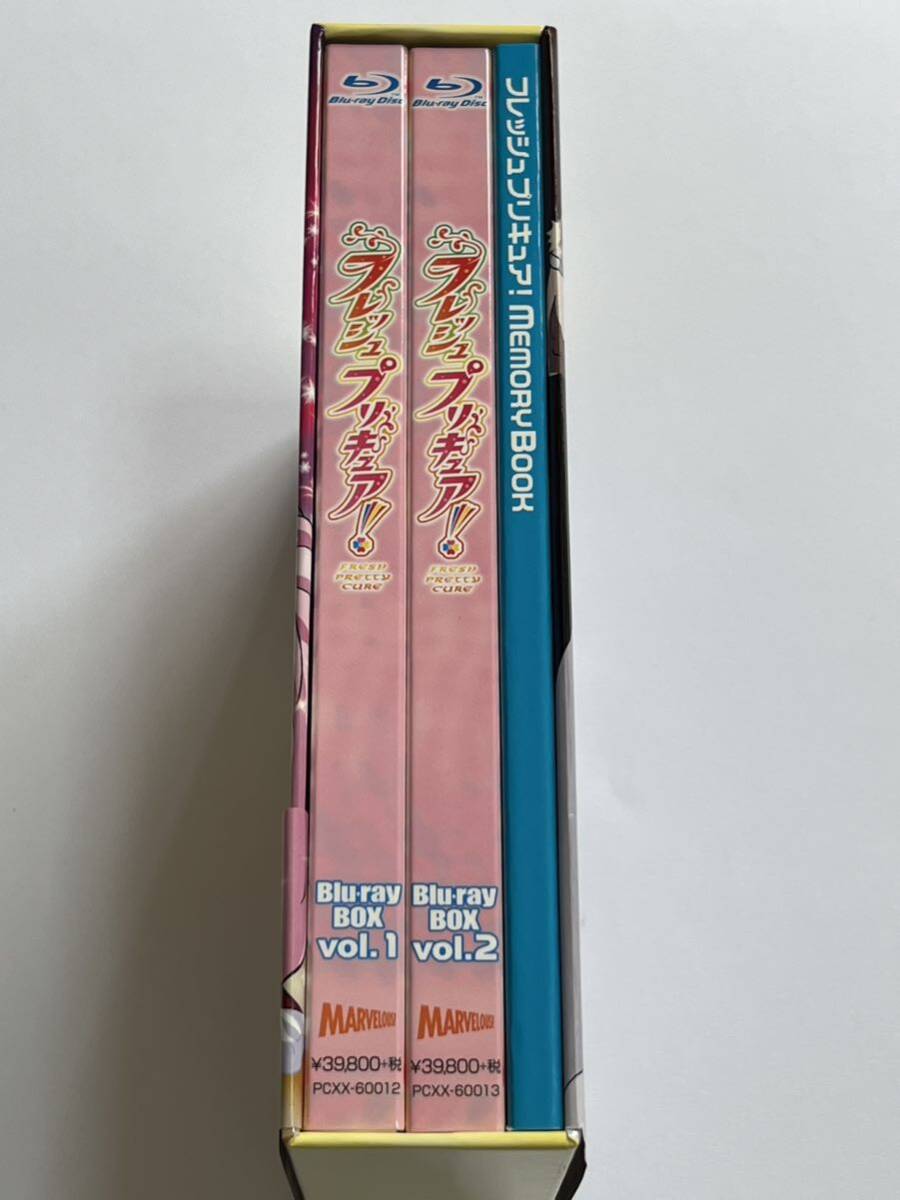 Blu-ray Disc
フレッシュ
プリキュア!
FRESH
PRETTY
CURE
Blu-ray
BOX
vol.1
MARVELOUS!
¥39,800+税
PCXX-60012
Blu-ray Disc
フレッシュ
プリキュア!
FRESH
PRETTY
CURE
Blu-ray
BOX
vol.2
MARVELOUS!
¥39,800+税
PCXX-60013
フレッシュプリキュア! MEMORY BOOK